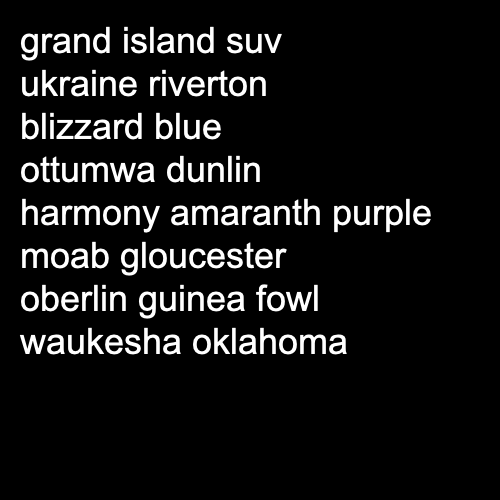 grand island suv
ukraine riverton
blizzard blue
ottumwa dunlin
harmony amaranth purple
moab gloucester
oberlin guinea fowl
waukesha oklahoma